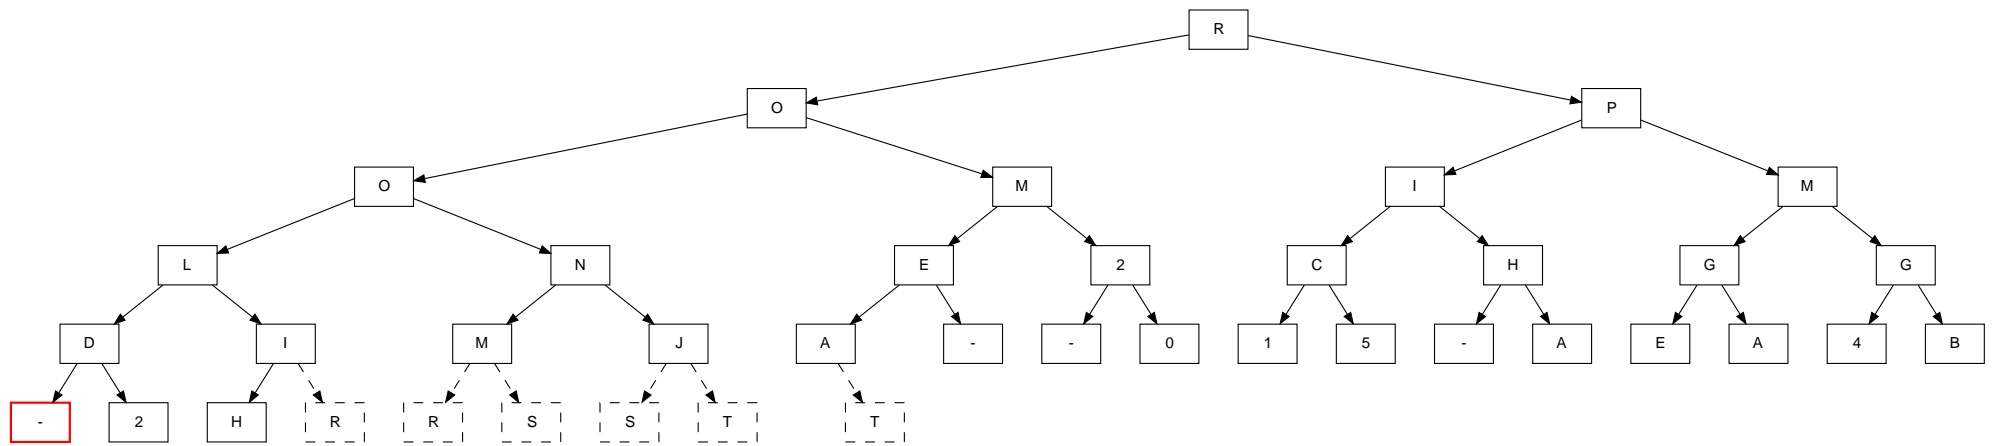 R
O P
O M I M
L N E 2 C H G G
D I M J A - - 0 1 5 - A E A 4 B
- 2 H R R S S T T